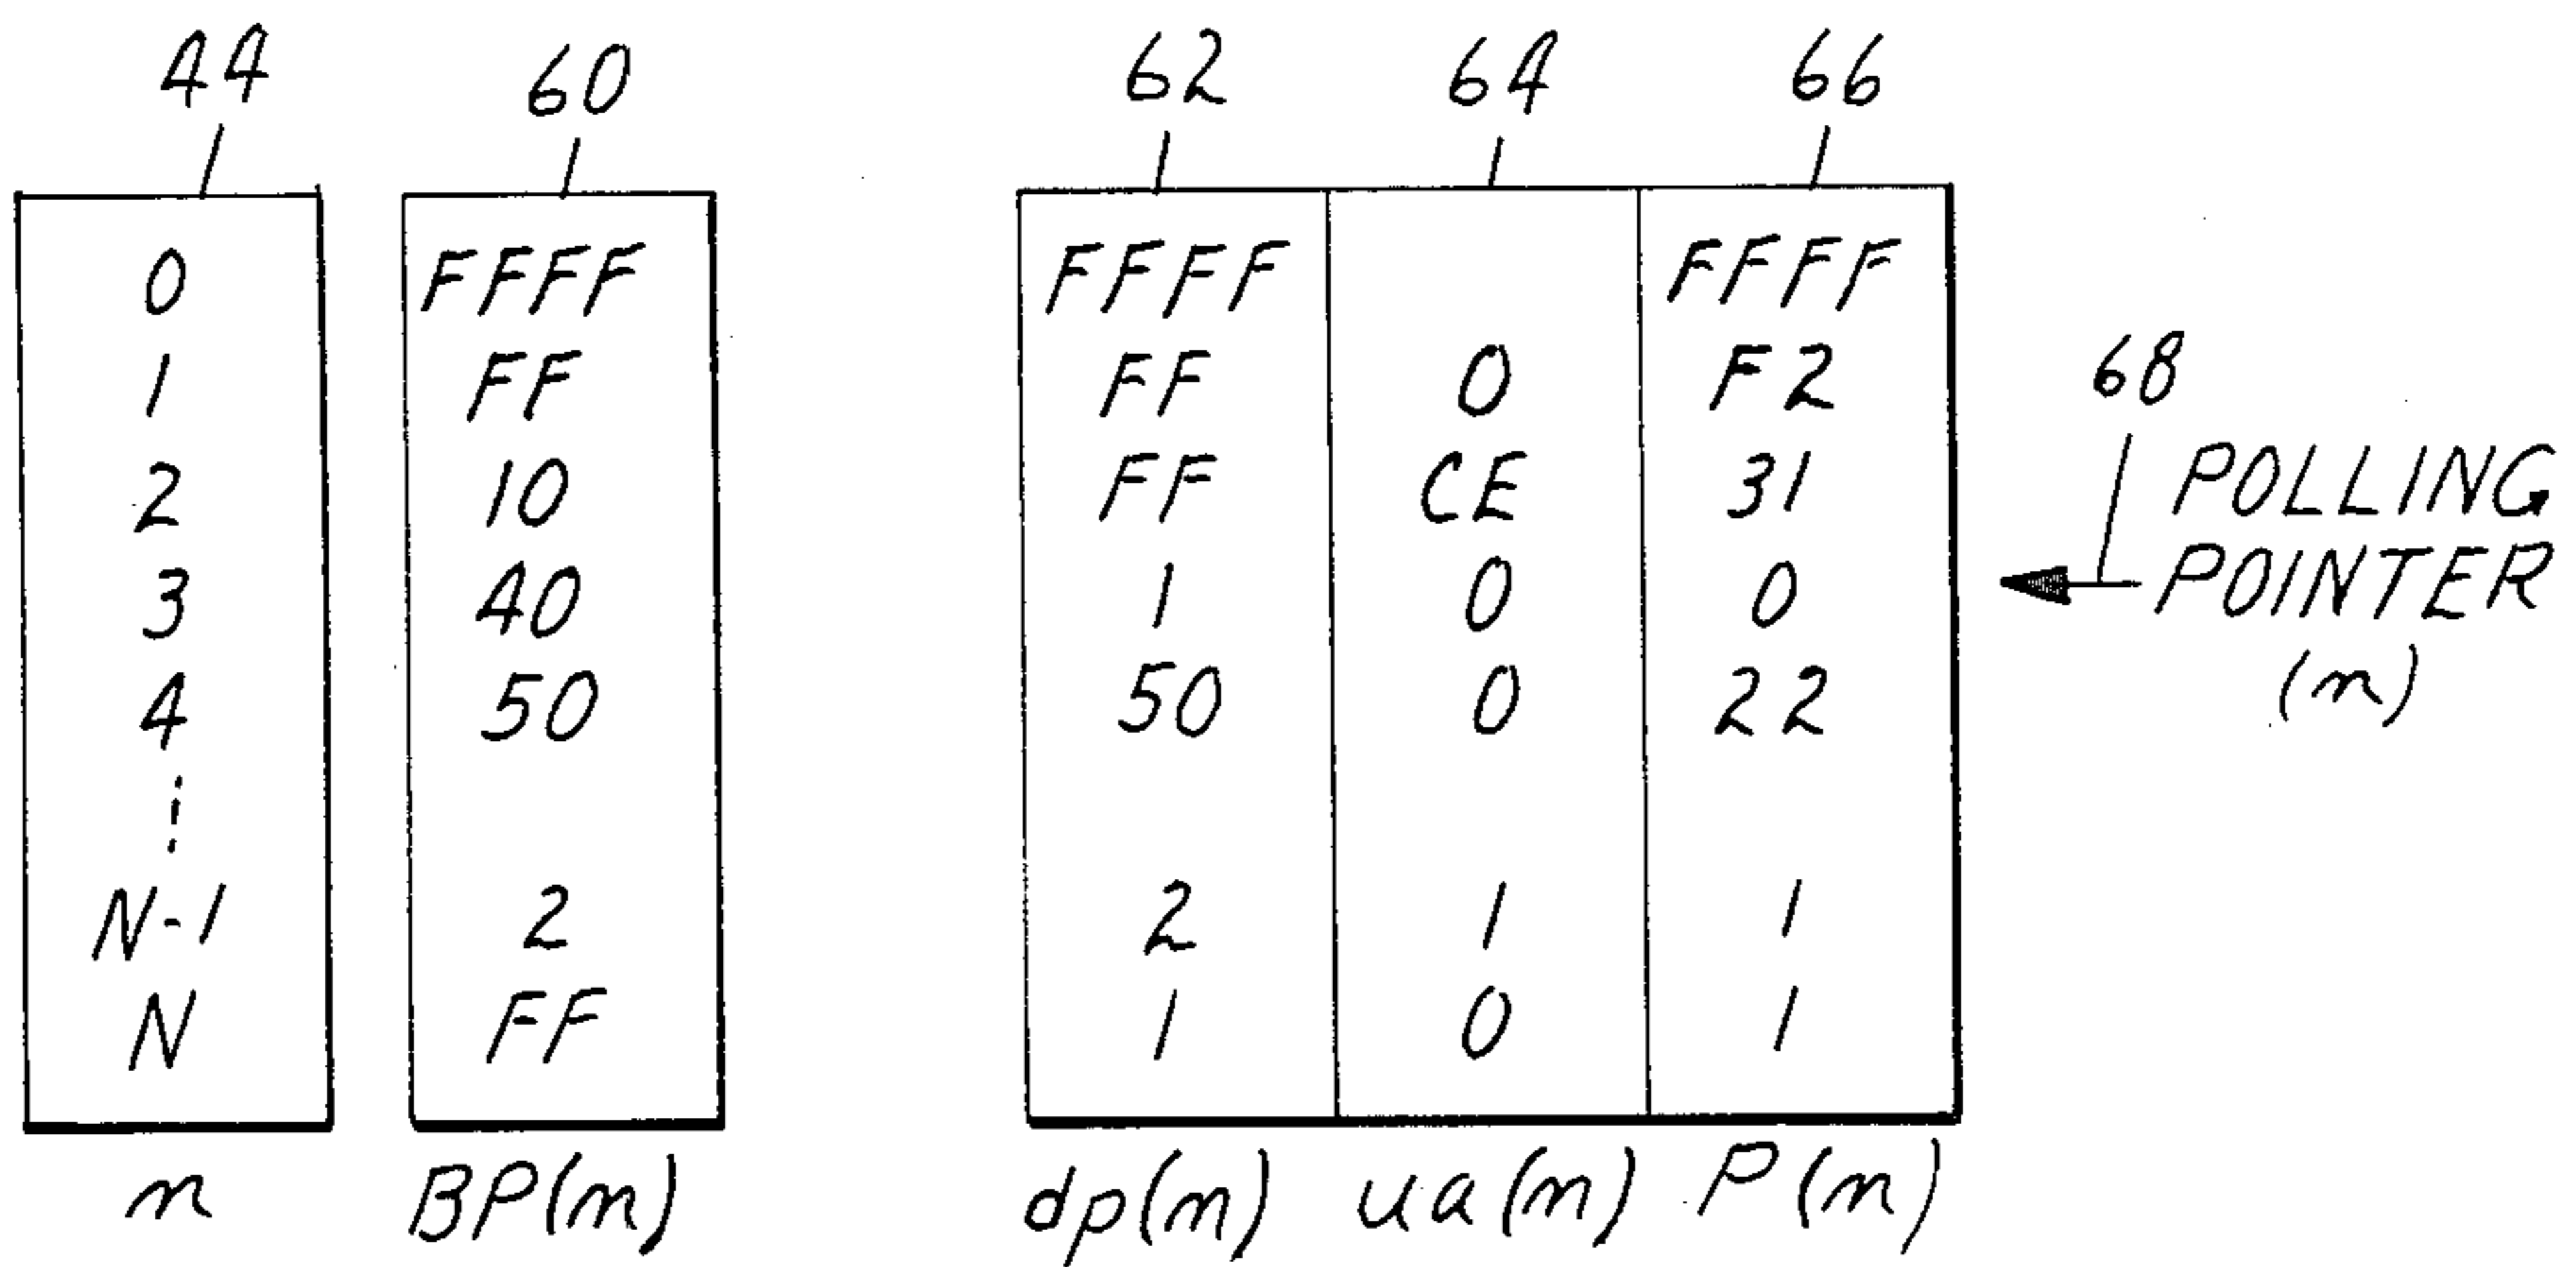 44 60 62 64 66
0 FFFF FFFF FFFF
1 FF FF 0 F2
68
2 10 FF CE 31
POLLING
3 40 1 0 0
POINTER
4 50 50 0 22
(n)
N-1 2 2 1 1
N FF 1 0 1
n BP(n) dp(n) ua(n) P(n)